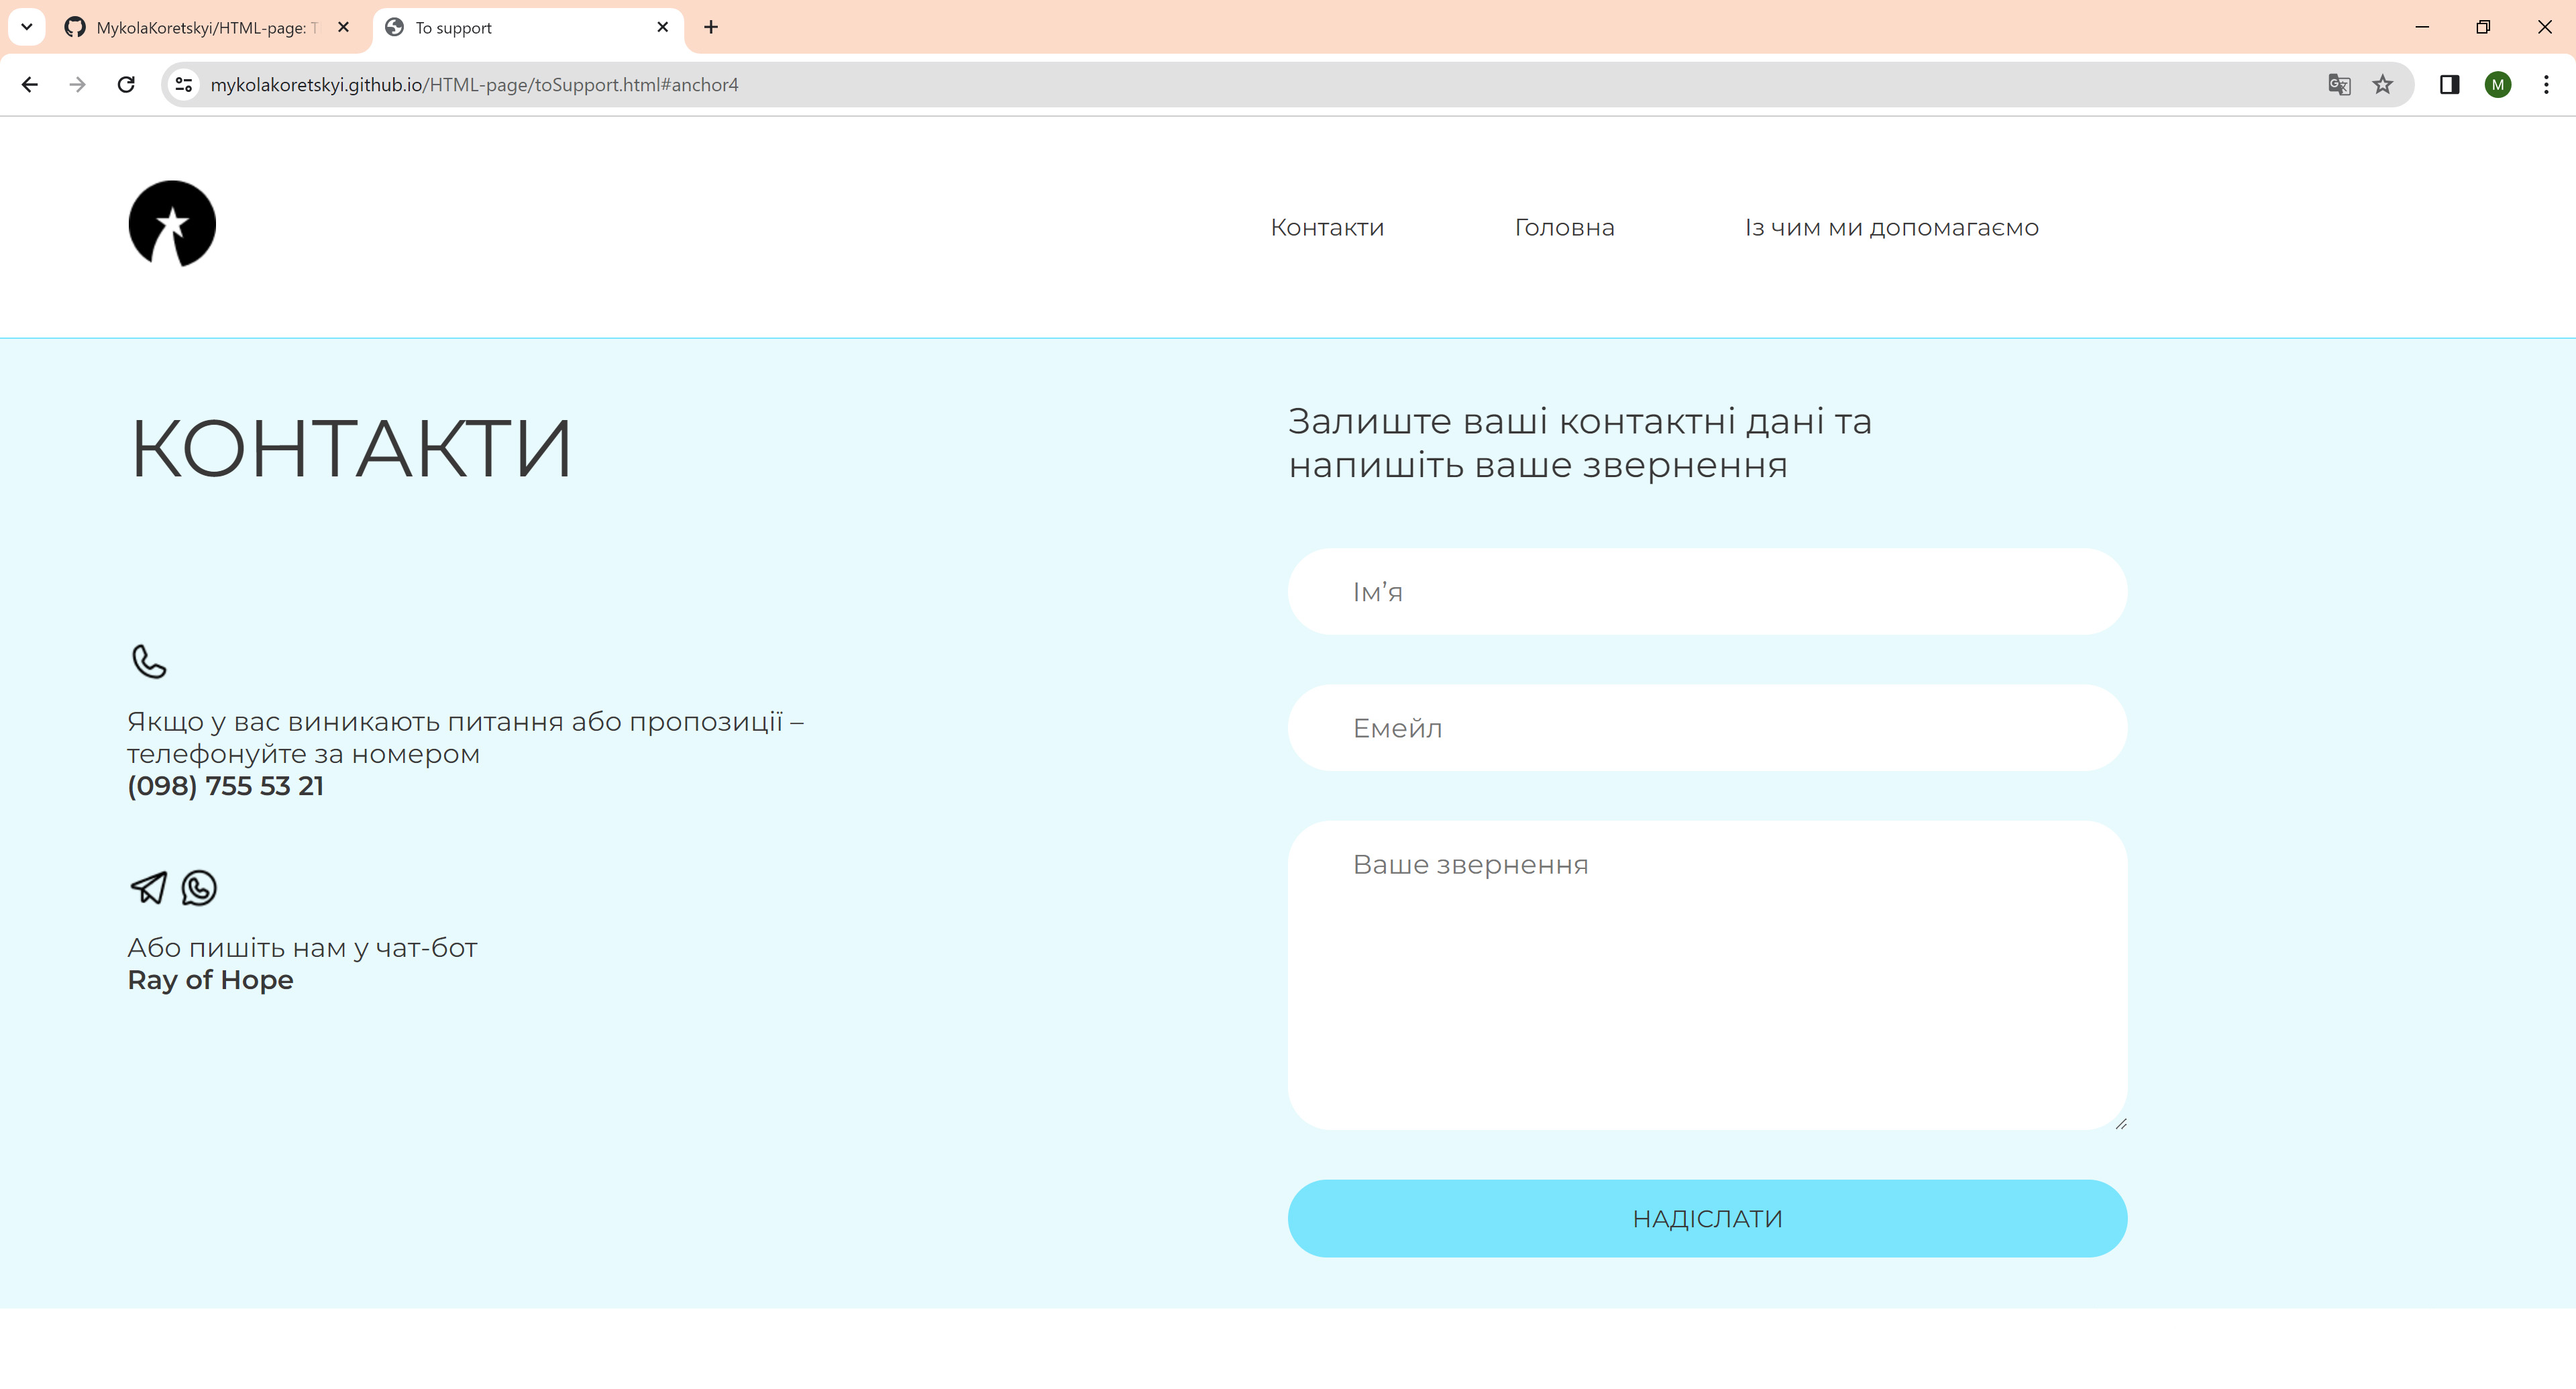 MykolaKoretskyi/HTML-page: T
To support
mykolakoretskyi.github.io/HTML-page/toSupport.html#anchor4
M
Контакти
Головна
Із чим ми допомагаємо
КОНТАКТИ
Якщо у вас виникають питання або пропозиції –
телефонуйте за номером
(098) 755 53 21
Або пишіть нам у чат-бот
Ray of Hope
Залиште ваші контактні дані та
напишіть ваше звернення
Ім’я
Емейл
Ваше звернення
НАДІСЛАТИ